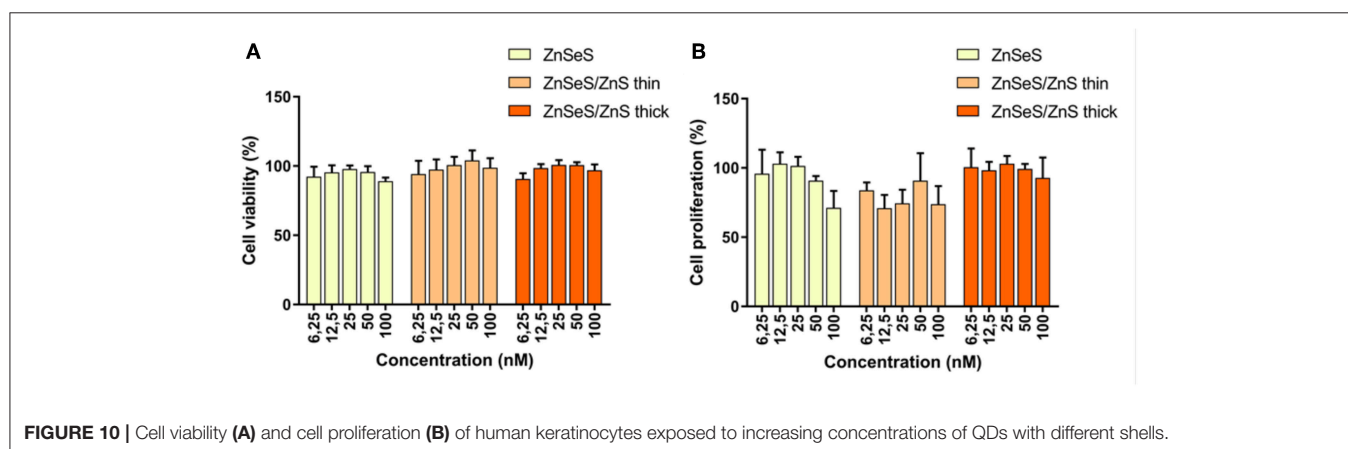 A
ZnSeS
ZnSeS/ZnS thin
ZnSeS/ZnS thick
150
100
50
0
Cell viability (%)
6,25
12,5
25
50
100
6,25
12,5
25
50
100
6,25
12,5
25
50
100
Concentration (nM)
B
ZnSeS
ZnSeS/ZnS thin
ZnSeS/ZnS thick
150
100
50
0
Cell proliferation (%)
6,25
12,5
25
50
100
6,25
12,5
25
50
100
6,25
12,5
25
50
100
Concentration (nM)
FIGURE 10 | Cell viability (A) and cell proliferation (B) of human keratinocytes exposed to increasing concentrations of QDs with different shells.